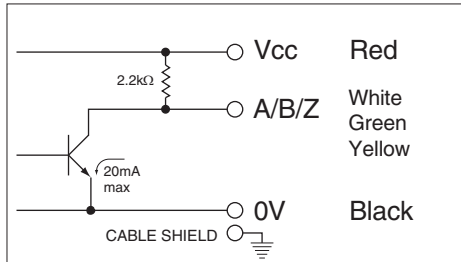 Vcc Red
2.2kΩ
A/B/Z White
Green
Yellow
20mA
max
0V Black
CABLE SHIELD